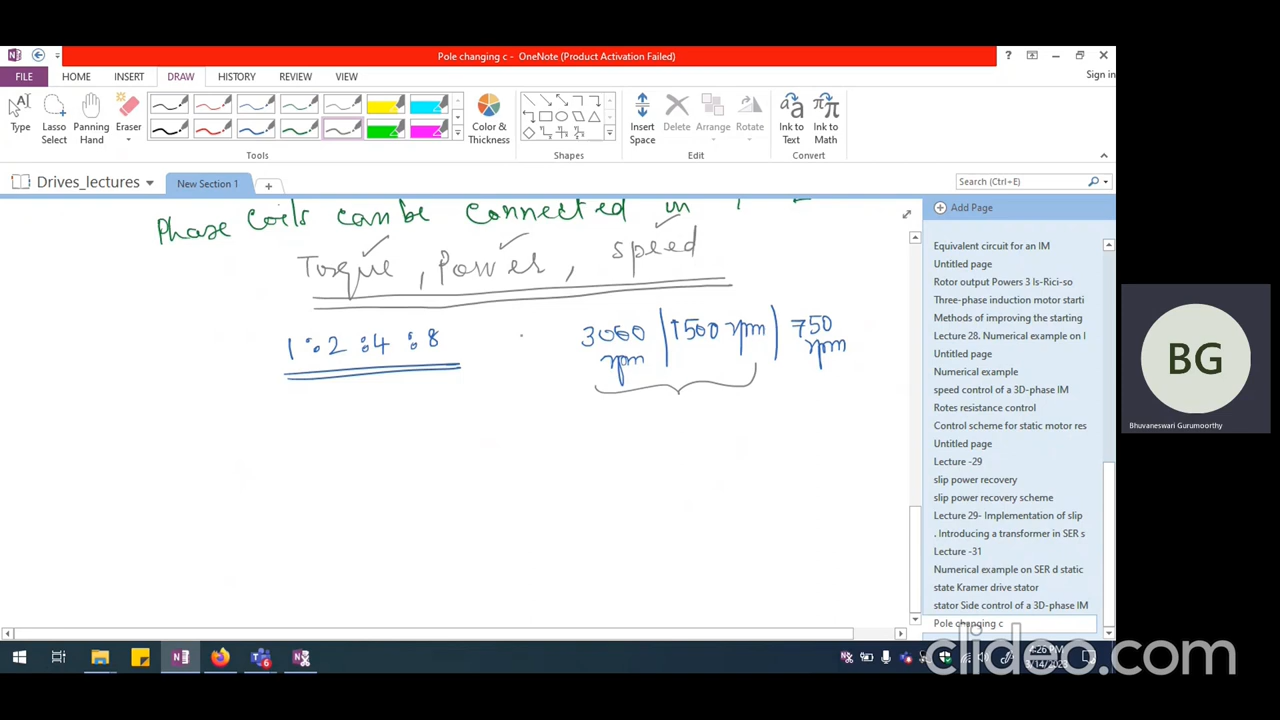 Pole changing c - OneNote (Product Activation Failed)
FILE HOME INSERT DRAW HISTORY REVIEW VIEW
Sign in
Type Lasso Select Panning Hand Eraser
Color & Thickness
Insert Space Delete Arrange Rotate
Ink to Text Ink to Math
Tools Shapes Edit Convert
Drives_lectures New Section 1
Search (Ctrl+E)
Phase coils can be connected in
Torque, Power, speed
1 : 2 : 4 : 8
3000 rpm | 1500 rpm | 750 rpm
Add Page
Equivalent circuit for an IM
Untitled page
Rotor output Powers 3 Is-Rici-so
Three-phase induction motor starti
Methods of improving the starting
Lecture 28. Numerical example on I
Untitled page
Numerical example
speed control of a 3D-phase IM
Rotes resistance control
Control scheme for static motor res
Untitled page
Lecture -29
slip power recovery
slip power recovery scheme
Lecture 29- Implementation of slip
. Introducing a transformer in SER s
Lecture -31
Numerical example on SER d static
state Kramer drive stator
stator Side control of a 3D-phase IM
Pole changing c
BG
Bhuvaneswari Gurumoorthy
4:26 PM
3/14/2023
clideo.com